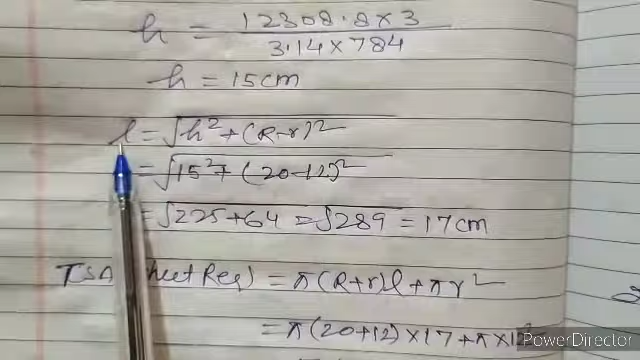 h = 12308.8 x 3 / 3.14 x 784
h = 15cm
l = √h² + (R-r)²
= √15² + (20-12)²
= √225+64 = √289 = 17cm
TSA Req) = π(R+r)l + πr²
= π(20+12)×17 + π×12²
PowerDirector